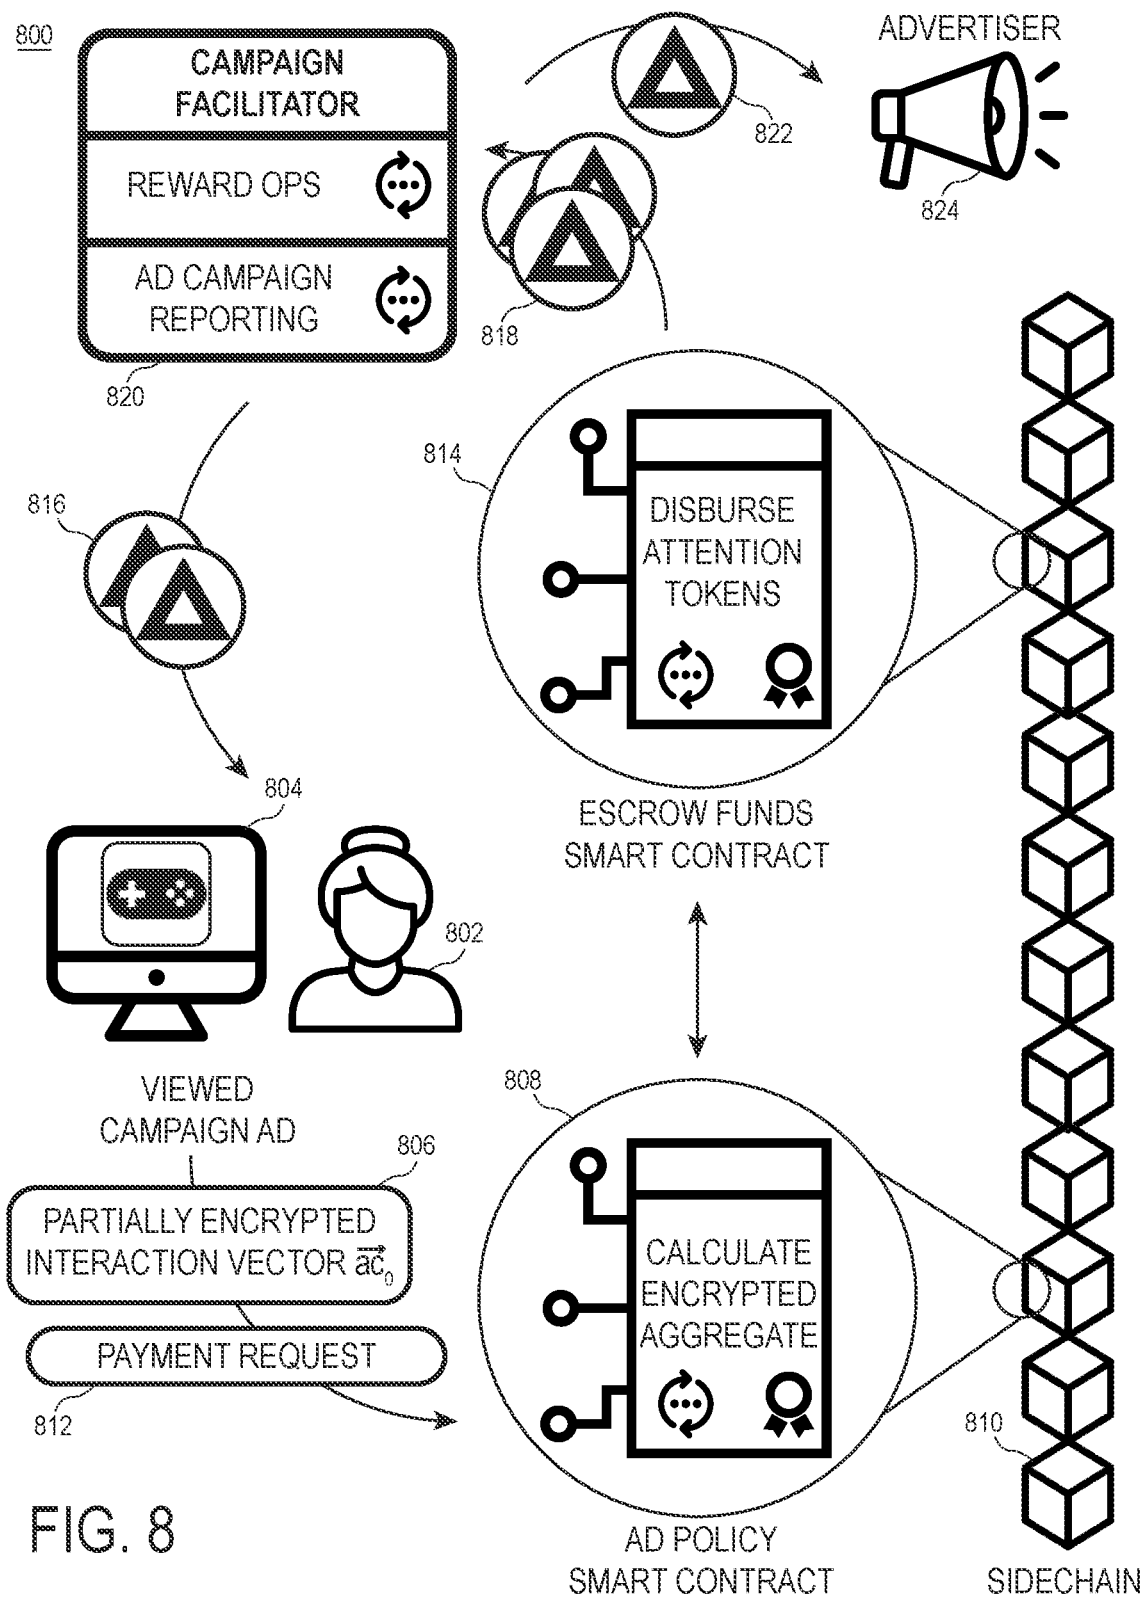 800
CAMPAIGN
FACILITATOR
REWARD OPS
AD CAMPAIGN
REPORTING
820
822
ADVERTISER
824
818
816
814
DISBURSE
ATTENTION
TOKENS
ESCROW FUNDS
SMART CONTRACT
804
802
VIEWED
CAMPAIGN AD
806
PARTIALLY ENCRYPTED
INTERACTION VECTOR ac₀
PAYMENT REQUEST
812
808
CALCULATE
ENCRYPTED
AGGREGATE
AD POLICY
SMART CONTRACT
810
SIDECHAIN
FIG. 8